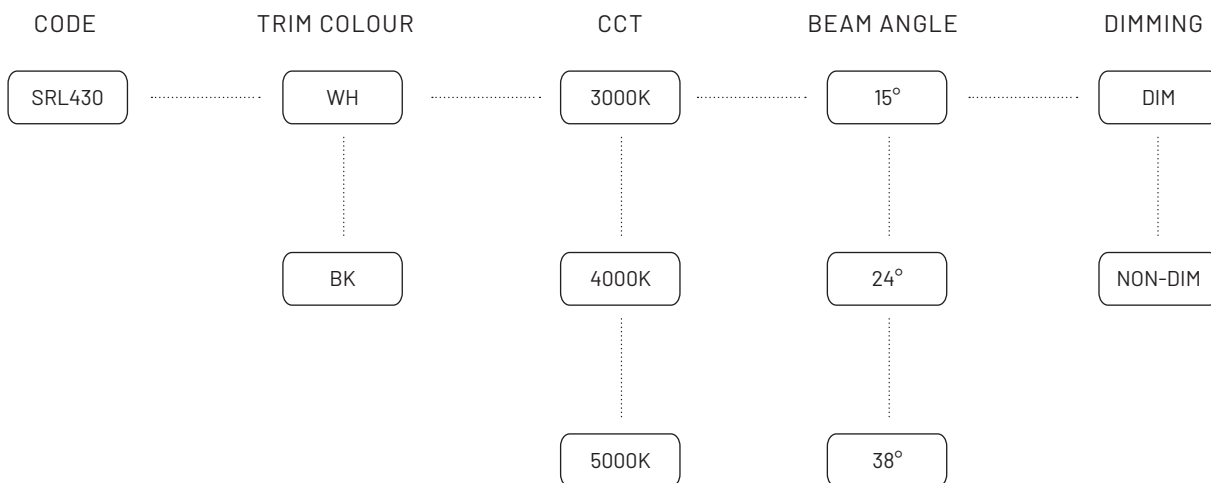 CODE TRIM COLOUR CCT BEAM ANGLE DIMMING
SRL430 WH 3000K 15° DIM
BK 4000K 24° NON-DIM
5000K 38°